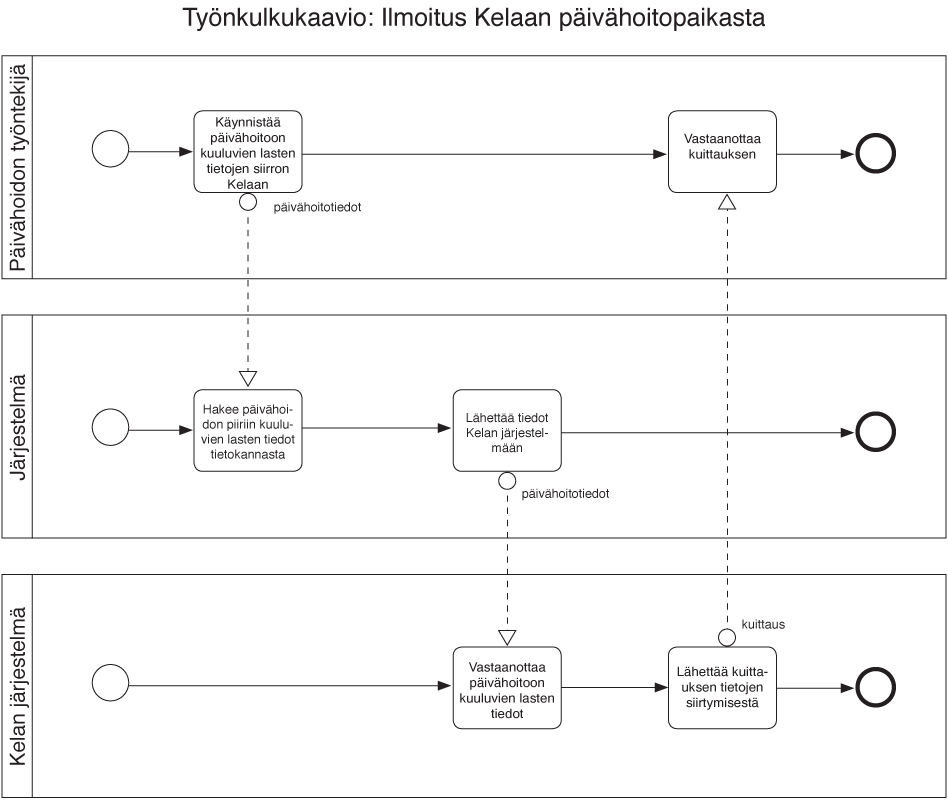 Työnkulkukaavio: Ilmoitus Kelaan päivähoitopaikasta
Päivähoidon työntekijä
Käynnistää
päivähoitoon
kuuluvien lasten
tietojen siirron
Kelaan
päivähoitotiedot
Vastaanottaa
kuittauksen
Järjestelmä
Hakee päivähoi-
don piiriin kuulu-
vien lasten tiedot
tietokannasta
Lähettää tiedot
Kelan järjestel-
mään
päivähoitotiedot
Kelan järjestelmä
Vastaanottaa
päivähoitoon
kuuluvien lasten
tiedot
kuittaus
Lähettää kuitta-
uksen tietojen
siirtymisestä